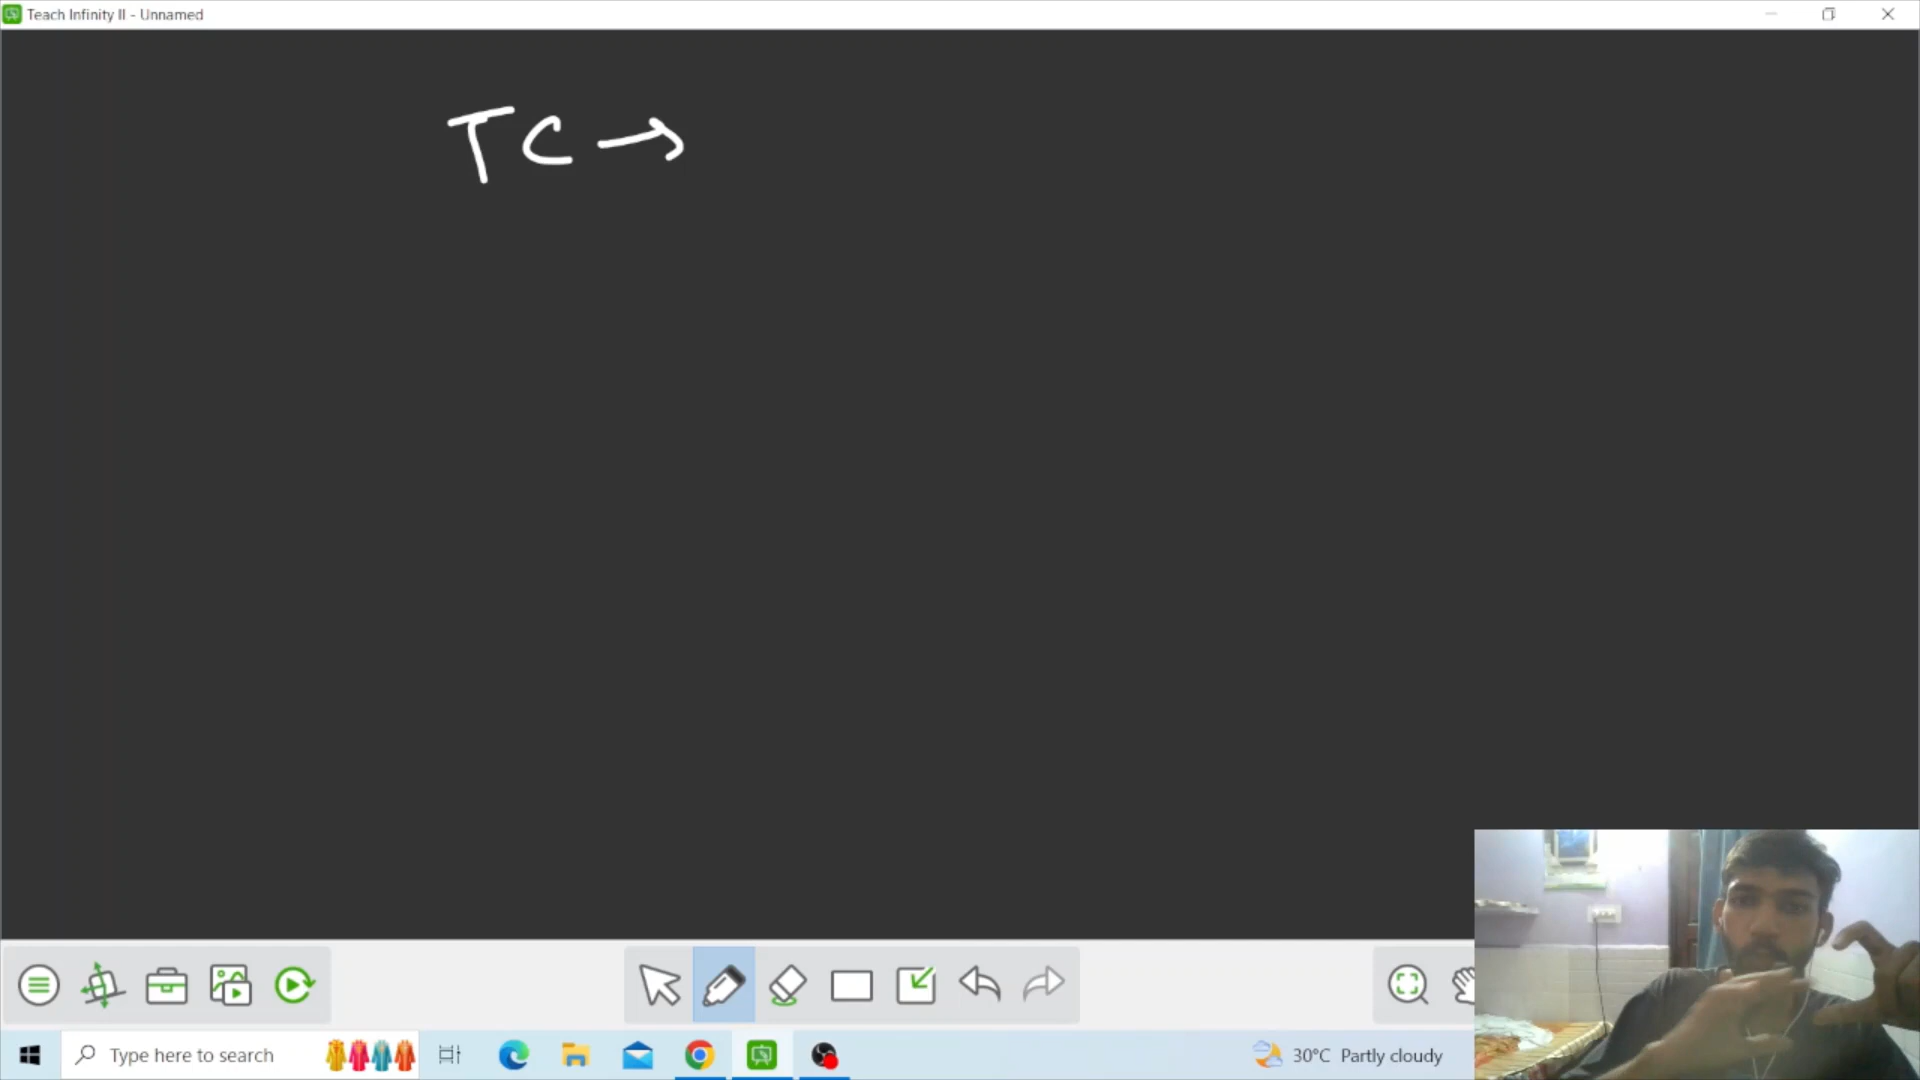 Teach Infinity II - Unnamed
TC →
Type here to search
30°C Partly cloudy